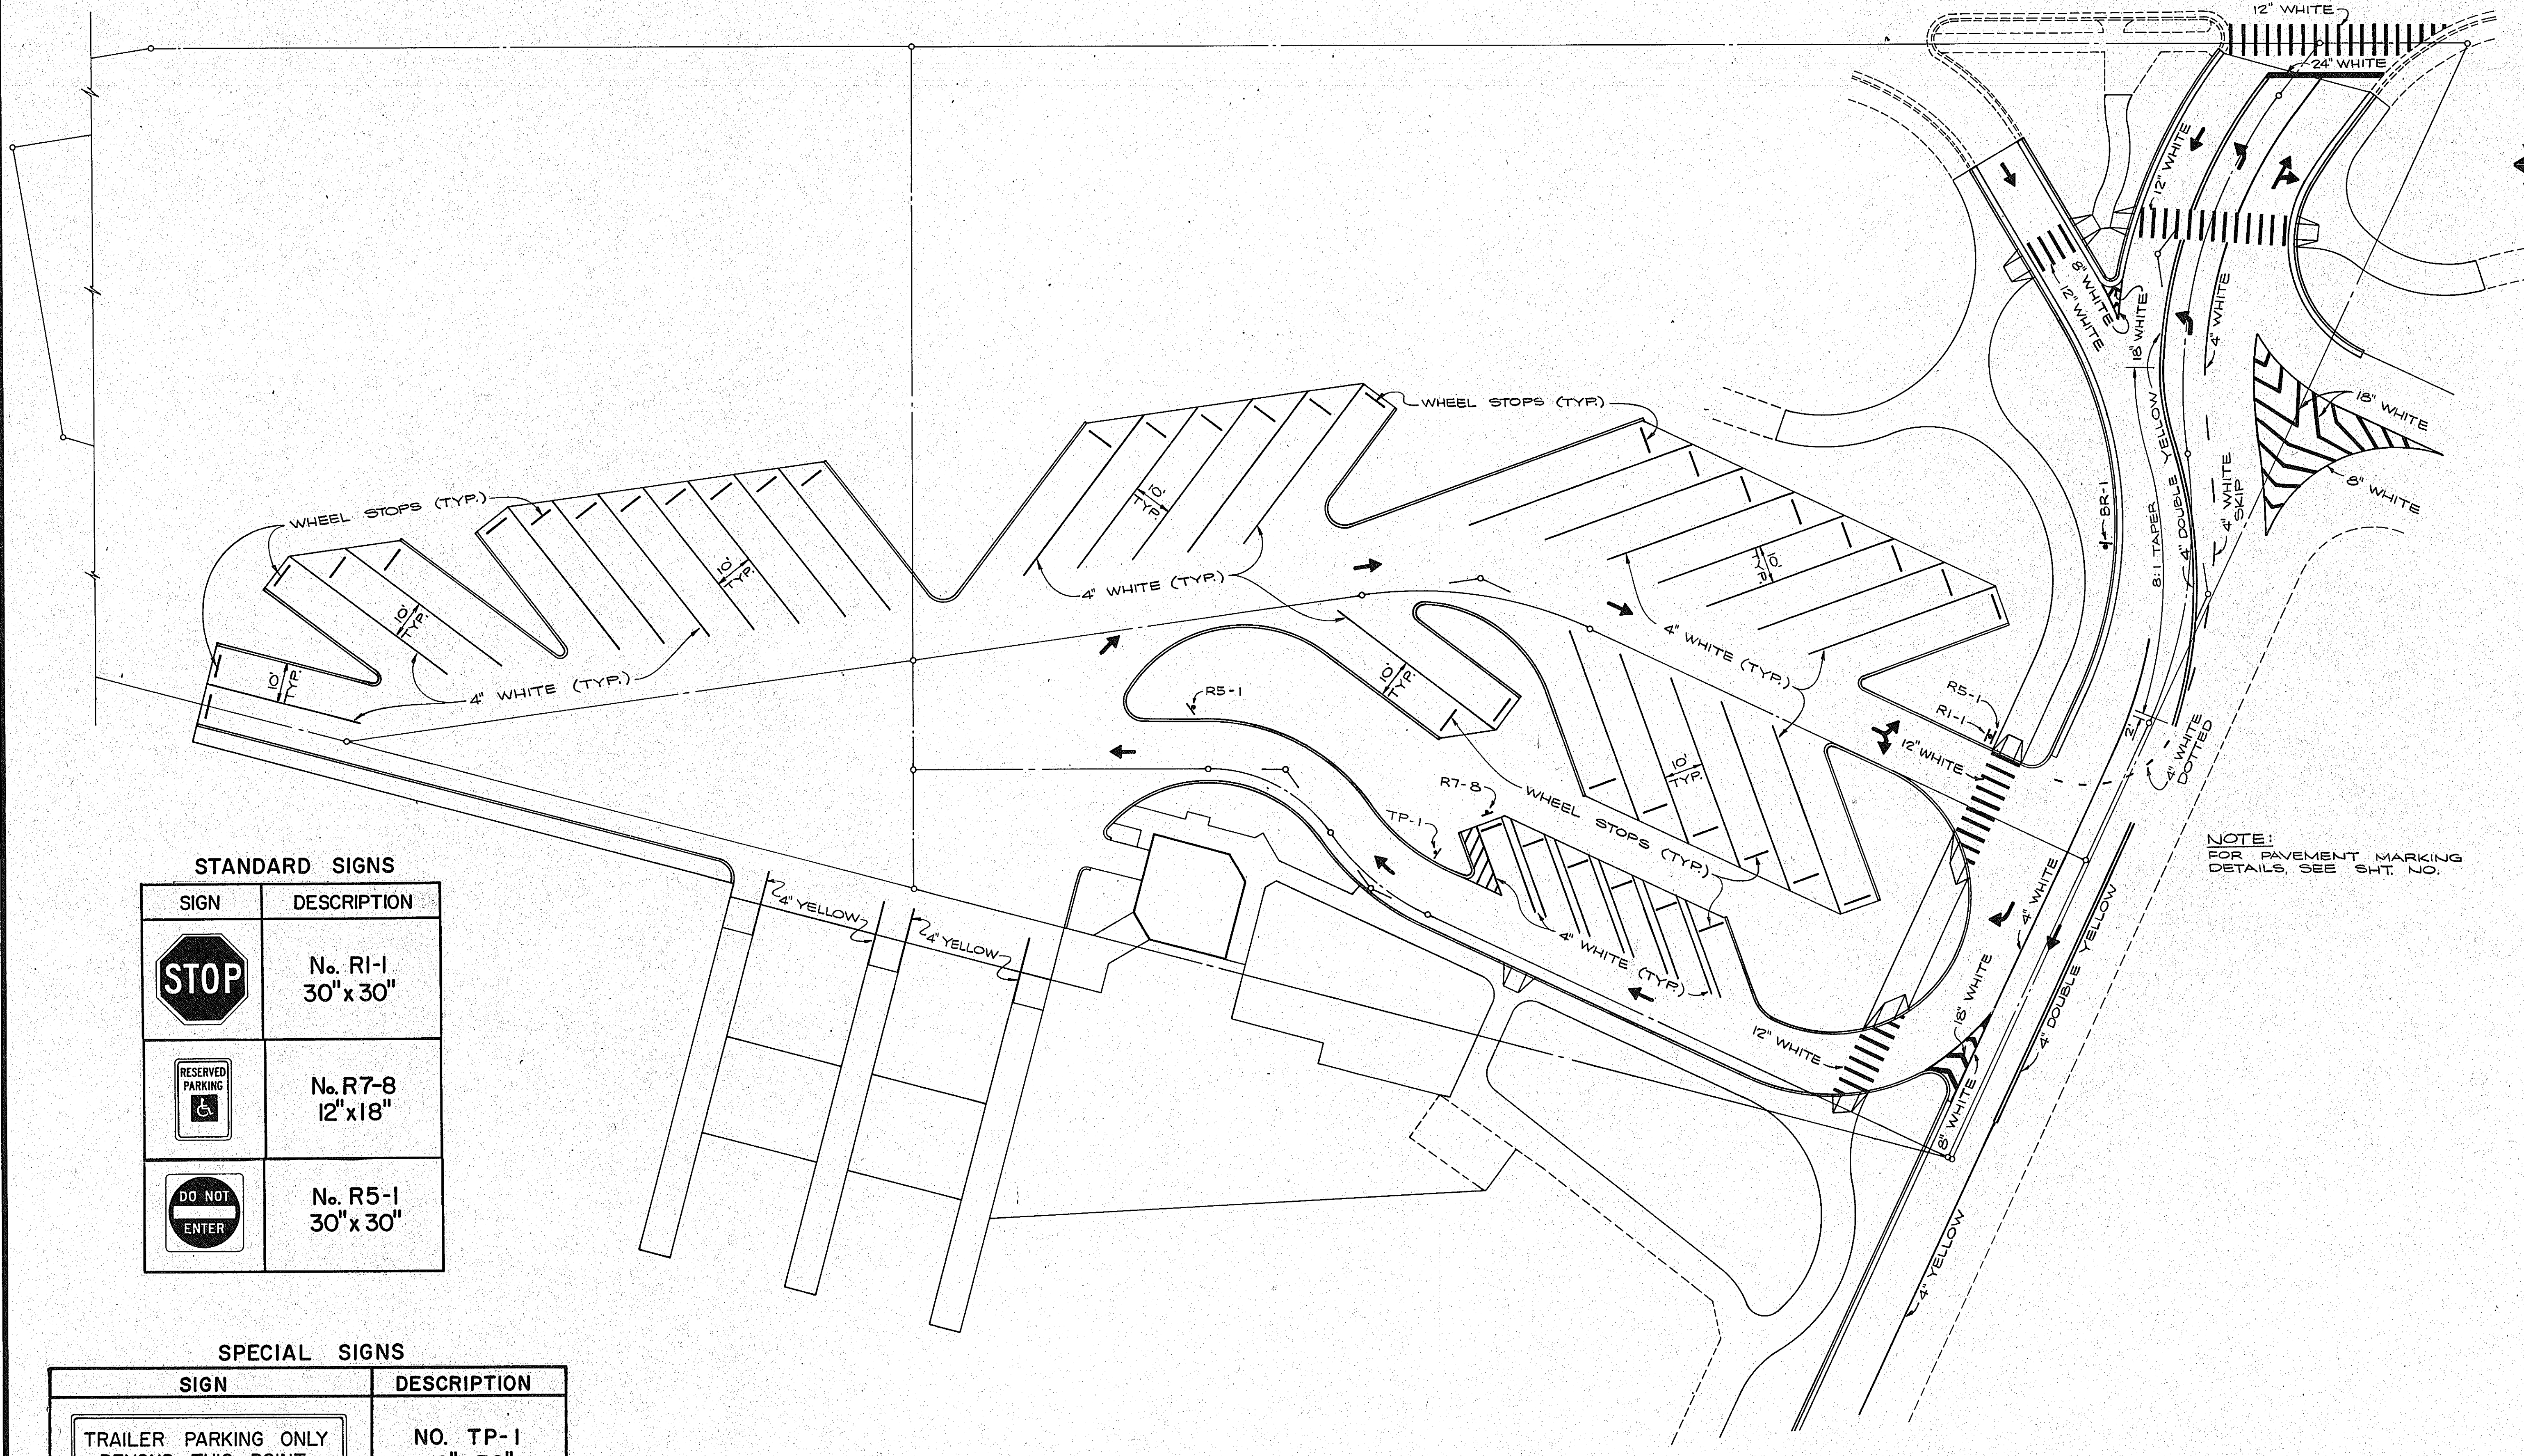 12" WHITE
24" WHITE
12" WHITE
8" WHITE
12" WHITE
18" WHITE
4" WHITE
18" WHITE
8" WHITE
8:1 TAPER
4" DOUBLE YELLOW
4" WHITE
SKIP
BR-1
WHEEL STOPS (TYP.)
WHEEL STOPS (TYP.)
10'
TYP.
10'
TYP.
10'
TYP.
10'
TYP.
10'
TYP.
4" WHITE (TYP.)
4" WHITE (TYP.)
4" WHITE (TYP.)
10'
TYP.
R5-1
R5-1
R1-1
12" WHITE
2'
4" WHITE
DOTTED
10'
TYP.
R7-8
TP-1
WHEEL STOPS (TYP.)
4" WHITE (TYP.)
NOTE:
FOR PAVEMENT MARKING
DETAILS, SEE SHT. NO.
4" YELLOW
4" YELLOW
4" WHITE
4" DOUBLE YELLOW
18" WHITE
12" WHITE
8" WHITE
4" YELLOW
STANDARD SIGNS
SIGN DESCRIPTION
STOP
No. R1-1
30" x 30"
RESERVED
PARKING
No. R7-8
12" x 18"
DO NOT
ENTER
No. R5-1
30" x 30"
SPECIAL SIGNS
SIGN DESCRIPTION
TRAILER PARKING ONLY
BEYOND THIS POINT
NO. TP-1